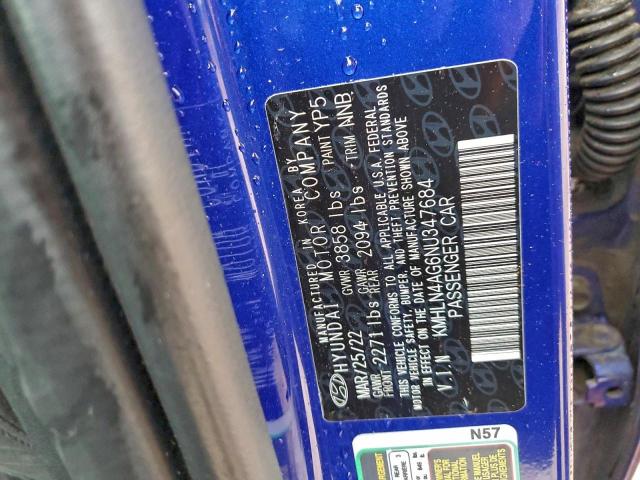 MANUFACTURED IN KOREA BY
HYUNDAI MOTOR COMPANY
MAR/25/22 GVWR 3858 lbs PAINT YP5
GAWR FRONT 2271 lbs GAWR REAR 2094 lbs TRIM NNB
THIS VEHICLE CONFORMS TO ALL APPLICABLE U.S.A. FEDERAL
MOTOR VEHICLE SAFETY, BUMPER, AND THEFT PREVENTION STANDARDS
IN EFFECT ON THE DATE OF MANUFACTURE SHOWN ABOVE
V.I.N KMHLN4AG6NU347684
PASSENGER CAR
N57
REAR 3